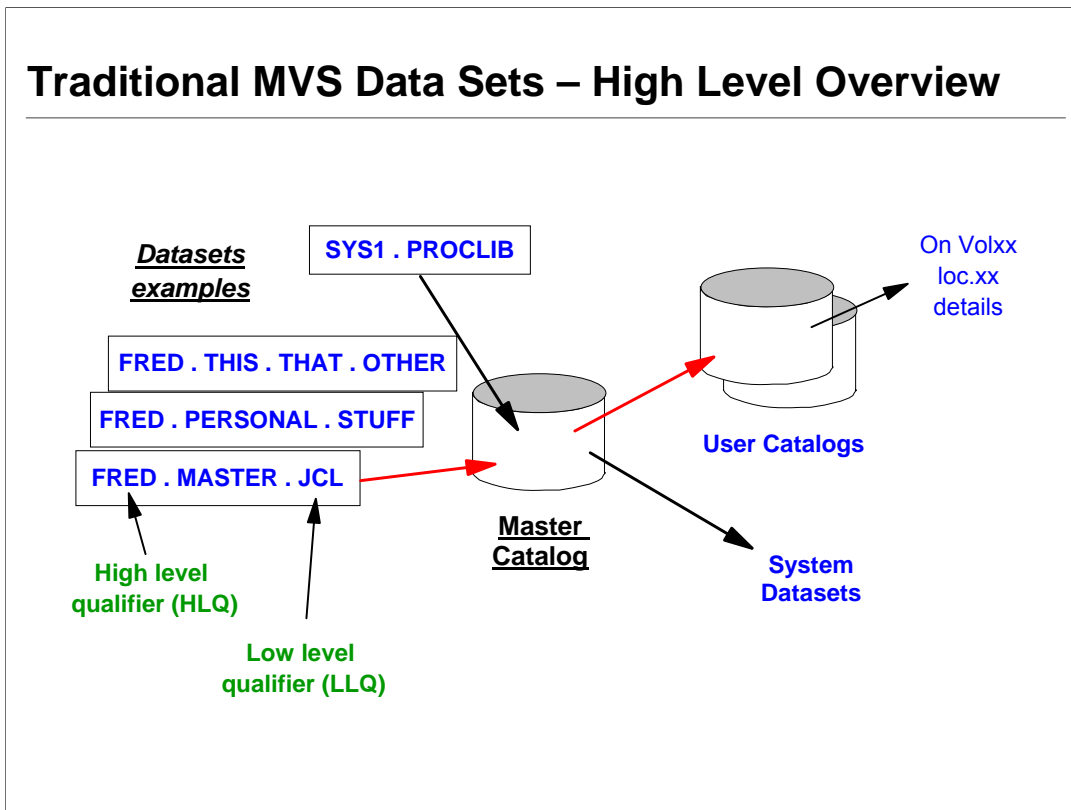 Traditional MVS Data Sets – High Level Overview
Datasets
examples
SYS1 . PROCLIB
On Volxx
loc.xx
details
FRED . THIS . THAT . OTHER
FRED . PERSONAL . STUFF
FRED . MASTER . JCL
User Catalogs
Master
Catalog
System
Datasets
High level
qualifier (HLQ)
Low level
qualifier (LLQ)